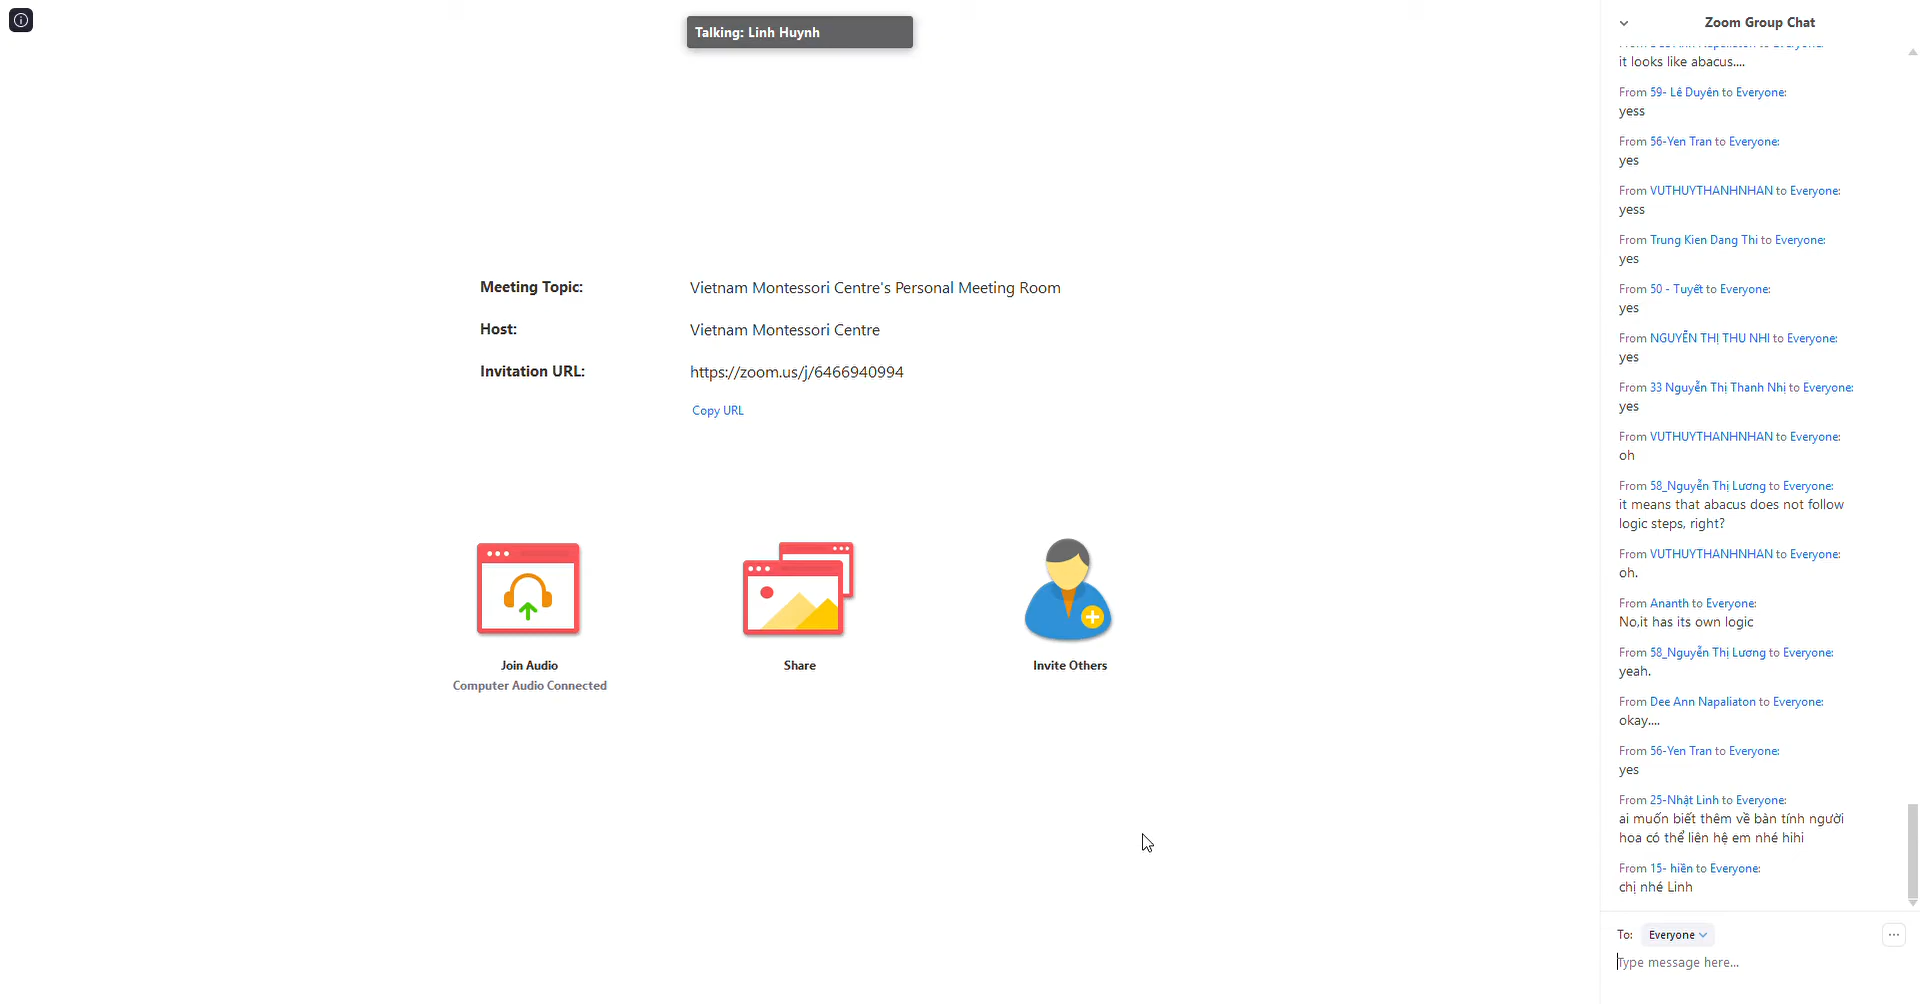 Talking: Linh Huynh
Meeting Topic: Vietnam Montessori Centre's Personal Meeting Room
Host: Vietnam Montessori Centre
Invitation URL: https://zoom.us/j/6466940994
Copy URL
Join Audio
Computer Audio Connected
Share
Invite Others
Zoom Group Chat
it looks like abacus....
From 59- Lê Duyên to Everyone:
yess
From 56-Yen Tran to Everyone:
yes
From VUTHUYTHANHNHAN to Everyone:
yess
From Trung Kien Dang Thi to Everyone:
yes
From 50 - Tuyết to Everyone:
yes
From NGUYỄN THỊ THU NHI to Everyone:
yes
From 33 Nguyễn Thị Thanh Nhị to Everyone:
yes
From VUTHUYTHANHNHAN to Everyone:
oh
From 58_Nguyễn Thị Lương to Everyone:
it means that abacus does not follow
logic steps, right?
From VUTHUYTHANHNHAN to Everyone:
oh.
From Ananth to Everyone:
No,it has its own logic
From 58_Nguyễn Thị Lương to Everyone:
yeah.
From Dee Ann Napaliaton to Everyone:
okay....
From 56-Yen Tran to Everyone:
yes
From 25-Nhật Linh to Everyone:
ai muốn biết thêm về bàn tính người
hoa có thể liên hệ em nhé hihi
From 15- hiền to Everyone:
chị nhé Linh
To: Everyone
Type message here...